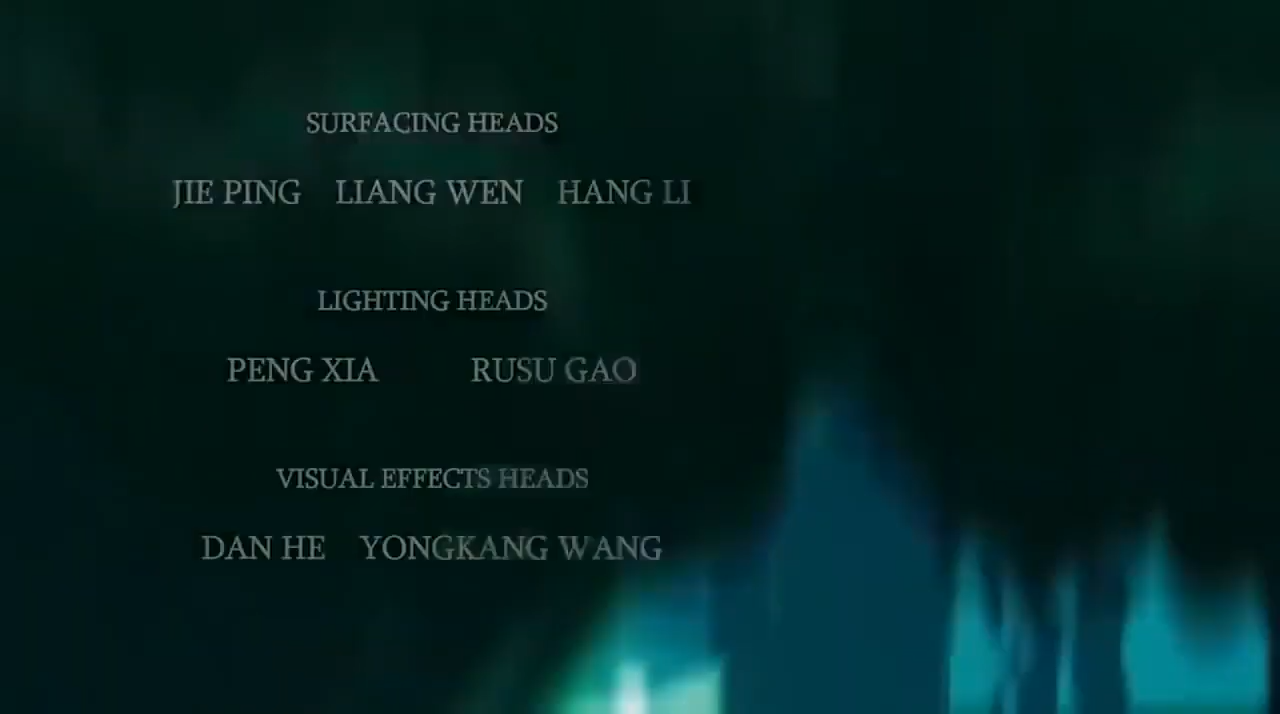 SURFACING HEADS
JIE PING LIANG WEN HANG LI
LIGHTING HEADS
PENG XIA RUSU GAO
VISUAL EFFECTS HEADS
DAN HE YONGKANG WANG